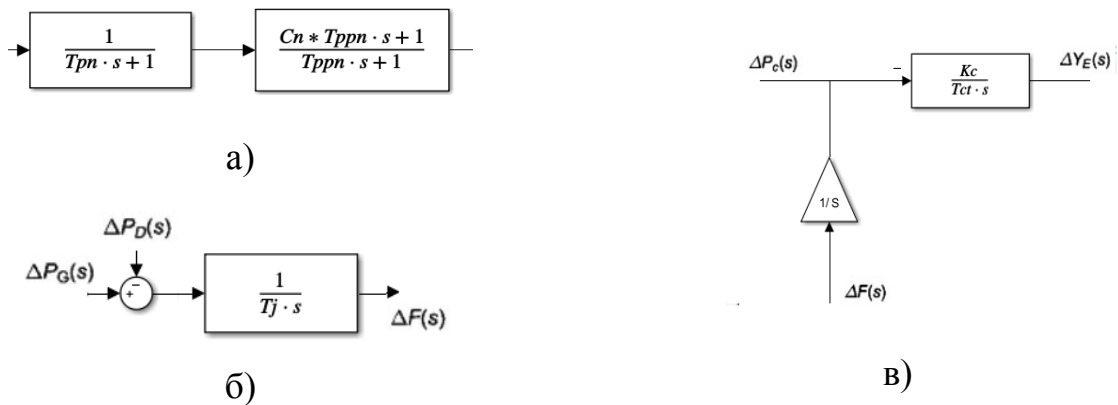 1
Tpn · s + 1
Cn * Tppn · s + 1
Tppn · s + 1
а)
ΔP_D(s)
ΔP_G(s)
+
−
1
Tj · s
ΔF(s)
б)
ΔP_c(s)
−
Kc
Tct · s
ΔY_E(s)
1/ S
ΔF(s)
в)